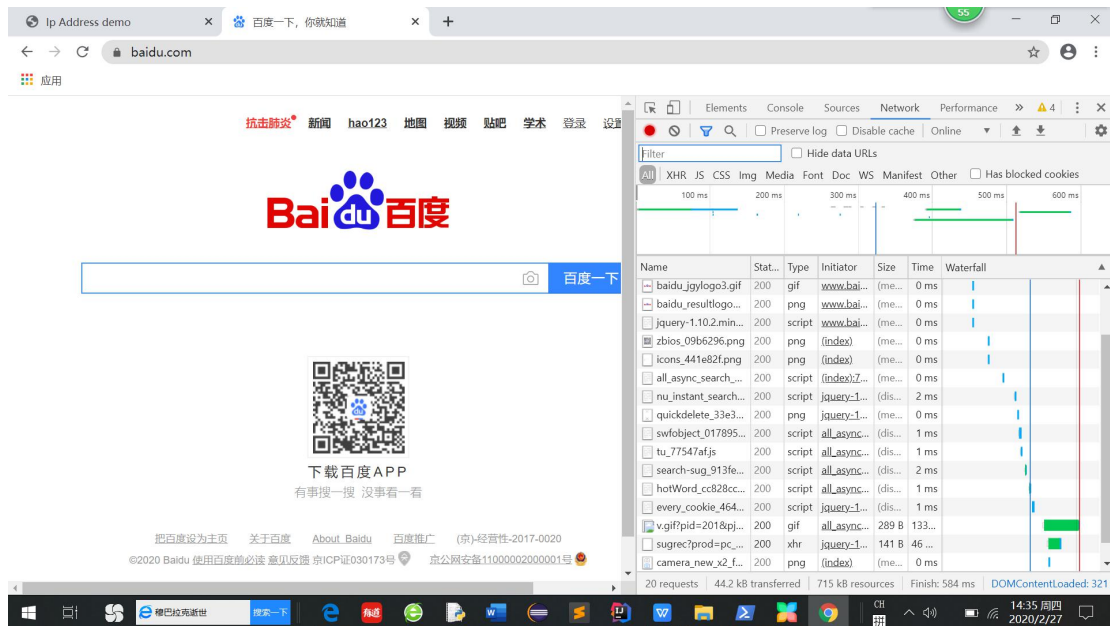 Ip Address demo
百度一下，你就知道
55
baidu.com
应用
抗击肺炎 新闻 hao123 地图 视频 贴吧 学术 登录 设置
Bai du 百度
百度一下
下载百度APP
有事搜一搜 没事看一看
把百度设为主页 关于百度 About Baidu 百度推广 (京)-经营性-2017-0020
©2020 Baidu 使用百度前必读 意见反馈 京ICP证030173号 京公网安备11000002000001号
Elements Console Sources Network Performance » 4
Preserve log Disable cache Online
Filter Hide data URLs
All XHR JS CSS Img Media Font Doc WS Manifest Other Has blocked cookies
100 ms 200 ms 300 ms 400 ms 500 ms 600 ms
Name Stat... Type Initiator Size Time Waterfall
baidu_jgylogo3.gif 200 gif www.bai... (me... 0 ms
baidu_resultlogo... 200 png www.bai... (me... 0 ms
jquery-1.10.2.min... 200 script www.bai... (me... 0 ms
zbios_09b6296.png 200 png (index) (me... 0 ms
icons_441e82f.png 200 png (index) (me... 0 ms
all_async_search_... 200 script (index):7... (me... 0 ms
nu_instant_search... 200 script jquery-1... (dis... 2 ms
quickdelete_33e3... 200 png jquery-1... (me... 0 ms
swfobject_017895... 200 script all_async... (dis... 1 ms
tu_77547af.js 200 script all_async... (dis... 1 ms
search-sug_913fe... 200 script all_async... (dis... 2 ms
hotWord_cc828cc... 200 script all_async... (dis... 1 ms
every_cookie_464... 200 script jquery-1... (dis... 1 ms
v.gif?pid=201&pj... 200 gif all_async... 289 B 133...
sugrec?prod=pc_... 200 xhr jquery-1... 141 B 46 ...
camera_new_x2_f... 200 png (index) (me... 0 ms
20 requests 44.2 kB transferred 715 kB resources Finish: 584 ms DOMContentLoaded: 321
穆巴拉克逝世 搜索一下
CH
拼
14:35 周四
2020/2/27